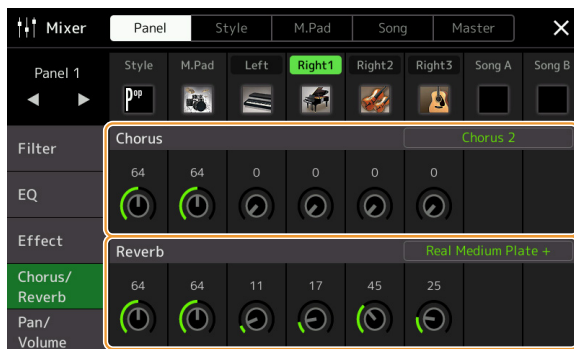 Mixer
Panel Style M.Pad Song Master
Panel 1
Style M.Pad Left Right1 Right2 Right3 Song A Song B
Pop
Filter
EQ
Effect
Chorus/
Reverb
Pan/
Volume
Chorus Chorus 2
64 64 0 0 0 0
Reverb Real Medium Plate +
64 64 11 17 45 25